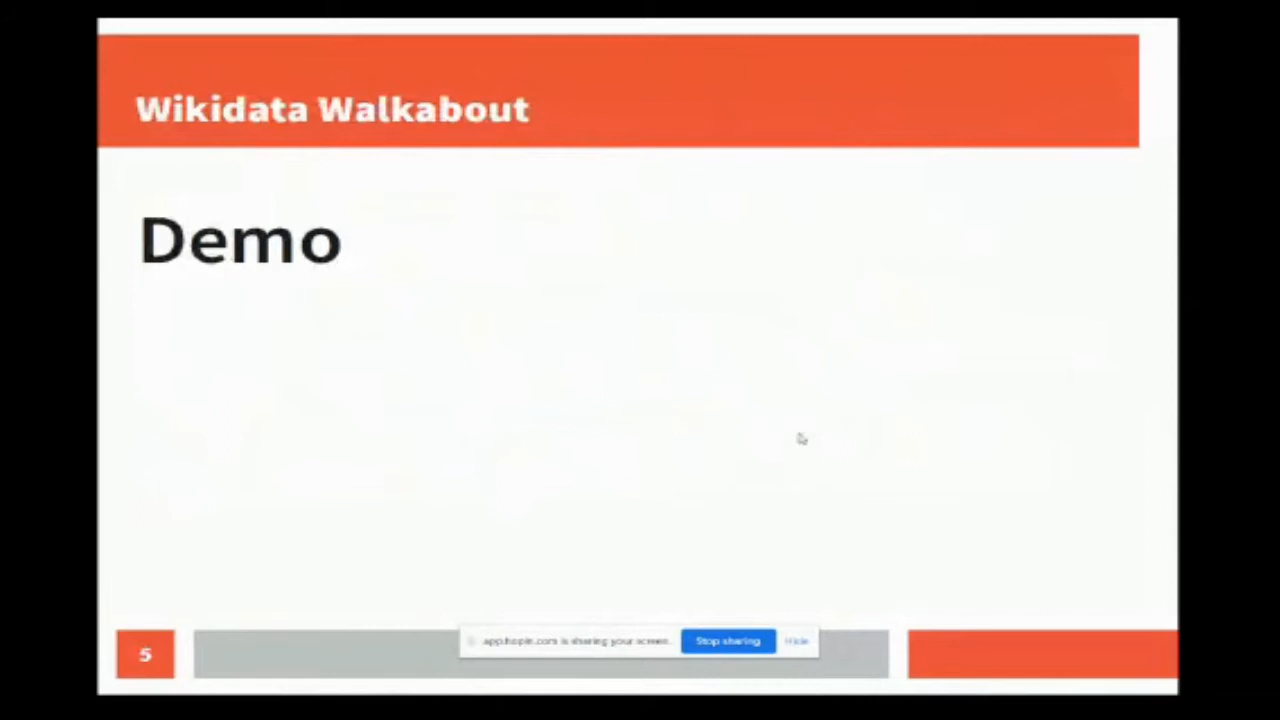 Wikidata Walkabout
Demo
5
app.hopin.com is sharing your screen.
Stop sharing
Hide